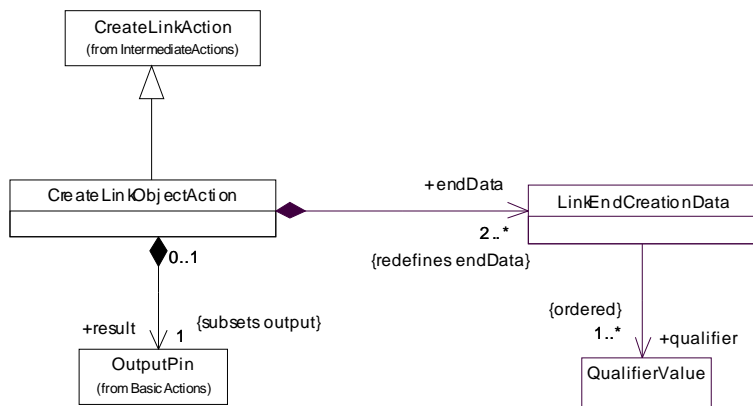 CreateLinkAction
(from IntermediateActions)
CreateLinkObjectAction
+endData
LinkEndCreationData
0..1
2..*
{redefines endData}
+result
1
{subsets output}
{ordered}
1..*
+qualifier
OutputPin
(from BasicActions)
QualifierValue